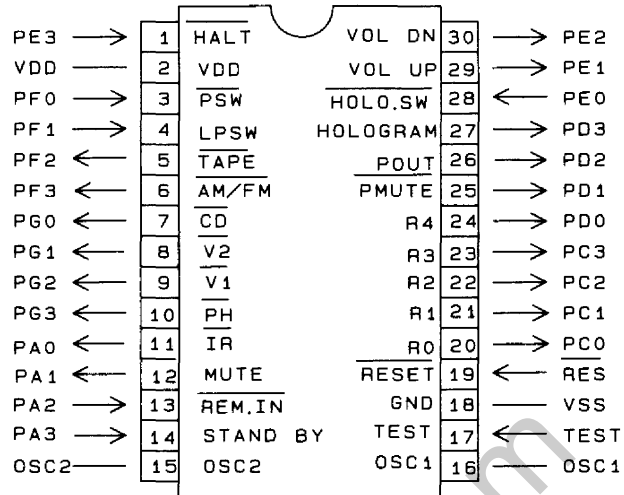 PE3 1 HALT VOL DN 30 PE2
VDD 2 VDD VOL UP 29 PE1
PF0 3 PSW HOLO.SW 28 PE0
PF1 4 LPSW HOLOGRAM 27 PD3
PF2 5 TAPE POUT 26 PD2
PF3 6 AM/FM PMUTE 25 PD1
PG0 7 CD R4 24 PD0
PG1 8 V2 R3 23 PC3
PG2 9 V1 R2 22 PC2
PG3 10 PH R1 21 PC1
PA0 11 IR R0 20 PC0
PA1 12 MUTE RESET 19 RES
PA2 13 REM.IN GND 18 VSS
PA3 14 STAND BY TEST 17 TEST
OSC2 15 OSC2 OSC1 16 OSC1